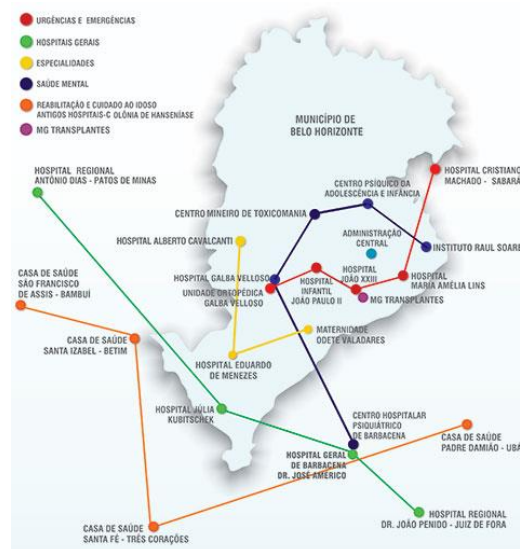 URGÊNCIAS E EMERGÊNCIAS
HOSPITAIS GERAIS
ESPECIALIDADES
SAÚDE MENTAL
REABILITAÇÃO E CUIDADO AO IDOSO
ANTIGOS HOSPITAIS-C OLÔNIA DE HANSENÍASE
MG TRANSPLANTES
MUNICÍPIO DE
BELO HORIZONTE
HOSPITAL REGIONAL
ANTÔNIO DIAS - PATOS DE MINAS
HOSPITAL CRISTIANO
MACHADO - SABARÁ
CENTRO PSÍQUICO DA
ADOLESCÊNCIA E INFÂNCIA
CENTRO MINEIRO DE TOXICOMANIA
HOSPITAL ALBERTO CAVALCANTI
ADMINISTRAÇÃO
CENTRAL
INSTITUTO RAUL SOARE
CASA DE SAÚDE
SÃO FRANCISCO
DE ASSIS - BAMBUÍ
HOSPITAL GALBA VELLOSO
UNIDADE ORTOPÉDICA
GALBA VELLOSO
HOSPITAL
INFANTIL
JOÃO PAULO II
HOSPITAL
JOÃO XXIII
HOSPITAL
MARIA AMÉLIA LINS
MG TRANSPLANTES
CASA DE SAÚDE
SANTA IZABEL - BETIM
MATERNIDADE
ODETE VALADARES
HOSPITAL EDUARDO
DE MENEZES
HOSPITAL JÚLIA
KUBITSCHEK
CENTRO HOSPITALAR
PSIQUIÁTRICO
DE BARBACENA
HOSPITAL GERAL
DE BARBACENA
DR. JOSÉ AMÉRICO
CASA DE SAÚDE
PADRE DAMIÃO - UBÁ
CASA DE SAÚDE
SANTA FÉ - TRÊS CORAÇÕES
HOSPITAL REGIONAL
DR. JOÃO PENIDO - JUIZ DE FORA